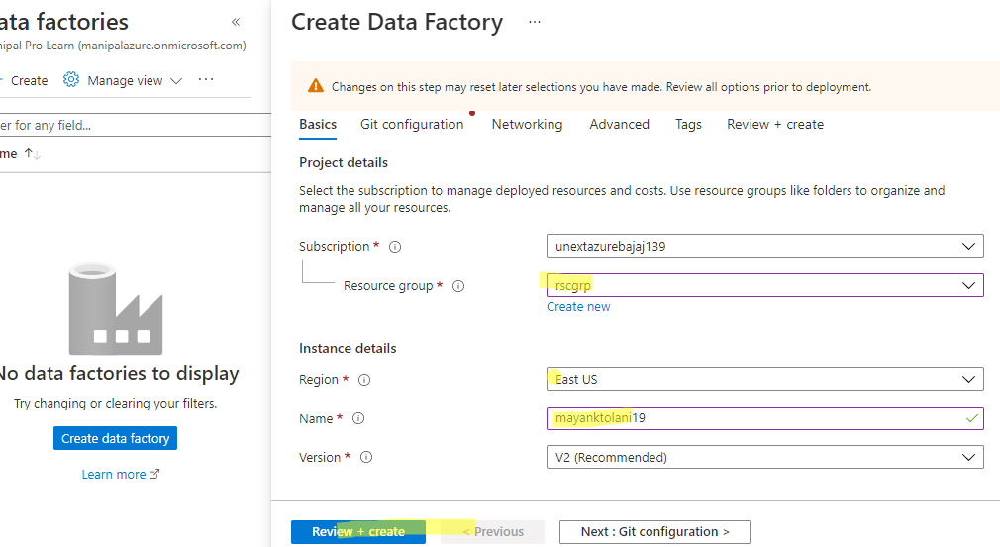 ata factories «
nipal Pro Learn (manipalazure.onmicrosoft.com)
Create Manage view ···
er for any field...
me ↑↓
No data factories to display
Try changing or clearing your filters.
Create data factory
Learn more
Create Data Factory ···
Changes on this step may reset later selections you have made. Review all options prior to deployment.
Basics Git configuration Networking Advanced Tags Review + create
Project details
Select the subscription to manage deployed resources and costs. Use resource groups like folders to organize and
manage all your resources.
Subscription * unextazurebajaj139
Resource group * rscgrp
Create new
Instance details
Region * East US
Name * mayanktolani19
Version * V2 (Recommended)
Review + create < Previous Next : Git configuration >